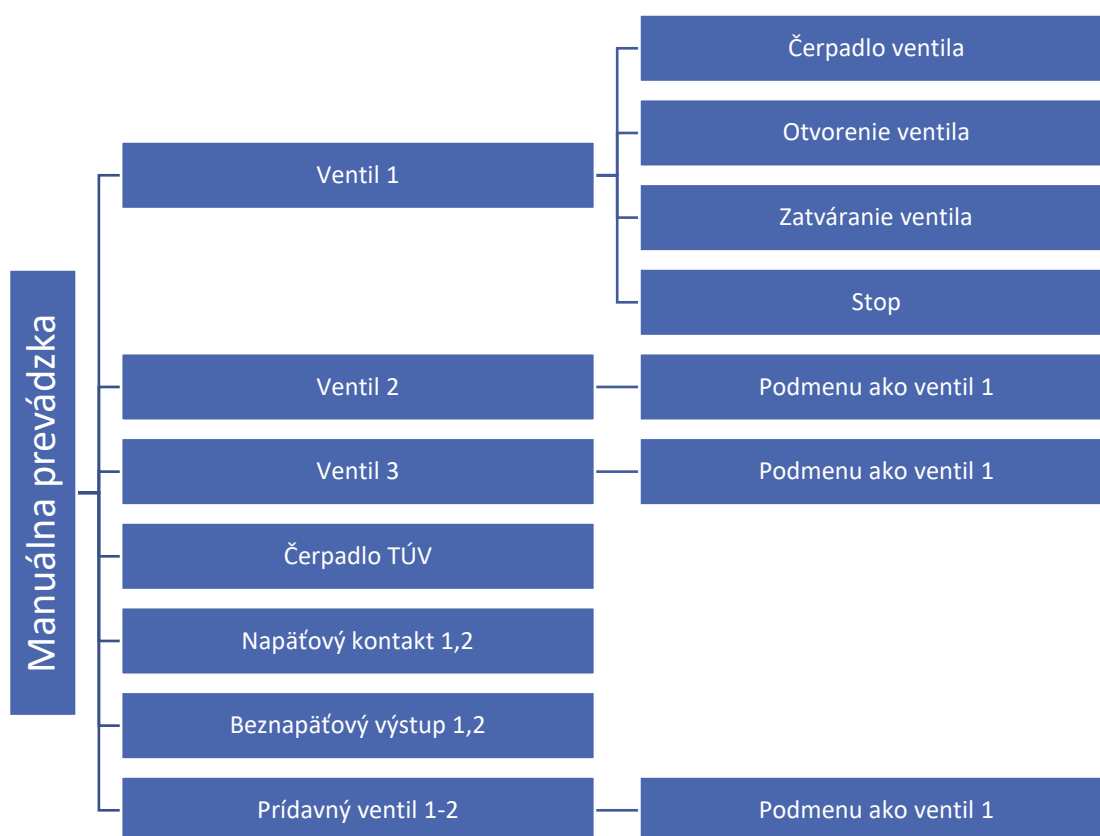 Manuálna prevádzka
Ventil 1
Čerpadlo ventila
Otvorenie ventila
Zatváranie ventila
Stop
Ventil 2
Podmenu ako ventil 1
Ventil 3
Podmenu ako ventil 1
Čerpadlo TÚV
Napäťový kontakt 1,2
Beznapäťový výstup 1,2
Prídavný ventil 1-2
Podmenu ako ventil 1